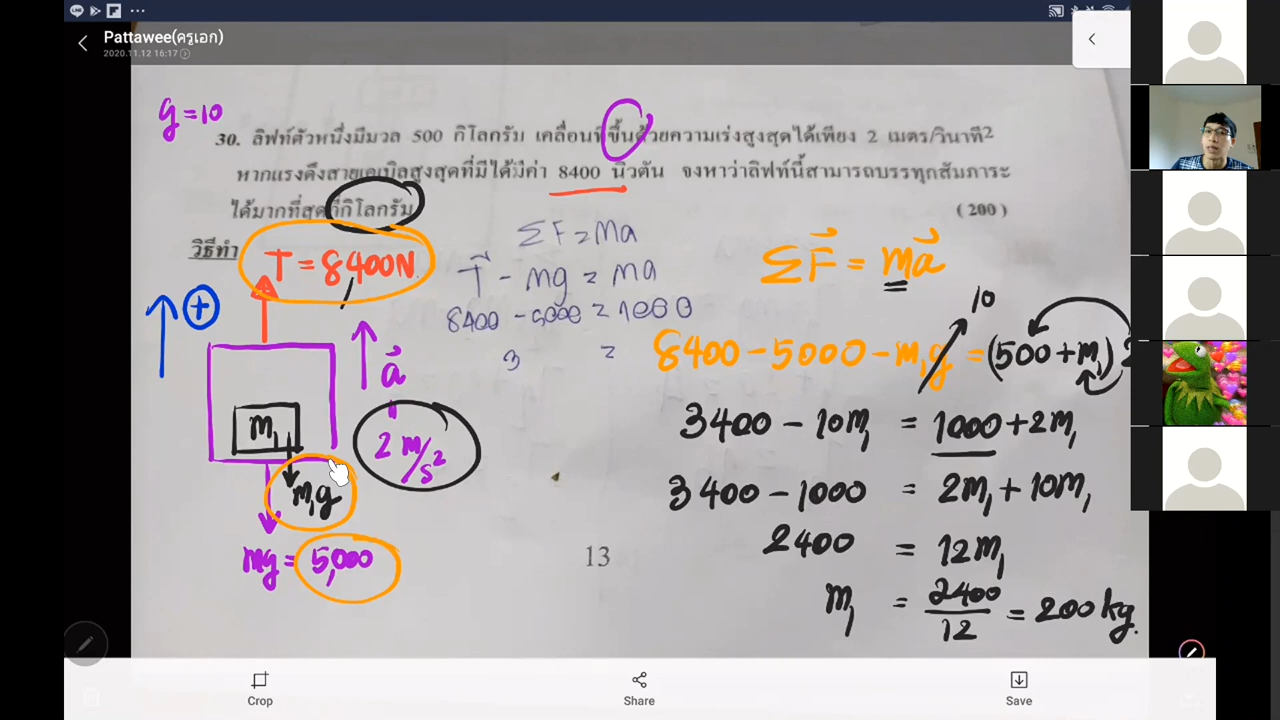 Pattawee(ครูเอก)
2020.11.12 16:17
g = 10
30. ลิฟท์ตัวหนึ่งมีมวล 500 กิโลกรัม เคลื่อนที่ขึ้นด้วยความเร่งสูงสุดได้เพียง 2 เมตร/วินาที²
หากแรงดึงสายเคเบิลสูงสุดที่มีได้มีค่า 8400 นิวตัน จงหาว่าลิฟท์นี้สามารถบรรทุกสัมภาระ
ได้มากที่สุดกี่กิโลกรัม (200)
วิธีทำ
T = 8,400N
+
a⃗
2 m/s²
m₁
m₁g
mg = 5,000
ΣF = ma
T - mg = ma
8400 - 5000 = 1000
3 =
ΣF⃗ = ma⃗
10
8400 - 5000 - m₁g = (500 + m₁) 2
3400 - 10m₁ = 1000 + 2m₁
3400 - 1000 = 2m₁ + 10m₁
2400 = 12m₁
m₁ = 2400/12 = 200 kg.
13
Crop
Share
Save